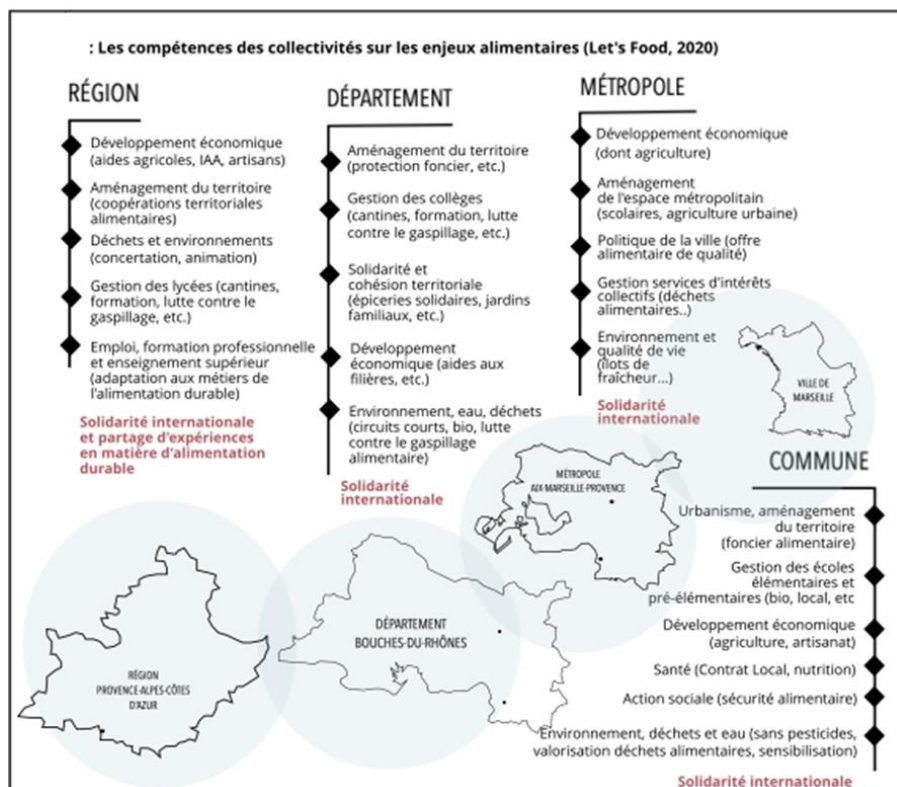 : Les compétences des collectivités sur les enjeux alimentaires (Let's Food, 2020)
RÉGION
Développement économique
(aides agricoles, IAA, artisans)
Aménagement du territoire
(coopérations territoriales
alimentaires)
Déchets et environnements
(concertation, animation)
Gestion des lycées (cantines,
formation, lutte contre le
gaspillage, etc.)
Emploi, formation professionnelle
et enseignement supérieur
(adaptation aux métiers de
l'alimentation durable)
Solidarité internationale
et partage d'expériences
en matière d'alimentation
durable
DÉPARTEMENT
Aménagement du territoire
(protection foncier, etc.)
Gestion des collèges
(cantines, formation, lutte
contre le gaspillage, etc.)
Solidarité et
cohésion territoriale
(épiceries solidaires, jardins
familiaux, etc.)
Développement
économique (aides aux
filières, etc.)
Environnement, eau, déchets
(circuits courts, bio, lutte
contre le gaspillage
alimentaire)
Solidarité
internationale
MÉTROPOLE
Développement économique
(dont agriculture)
Aménagement
de l'espace métropolitain
(scolaires, agriculture urbaine)
Politique de la ville (offre
alimentaire de qualité)
Gestion services d'intérêts
collectifs (déchets
alimentaires..)
Environnement et
qualité de vie
(îlots de
fraîcheur...)
Solidarité
internationale
VILLE DE
MARSEILLE
COMMUNE
Urbanisme, aménagement
du territoire
(foncier alimentaire)
Gestion des écoles
élémentaires et
pré-élémentaires (bio, local, etc
Développement économique
(agriculture, artisanat)
Santé (Contrat Local, nutrition)
Action sociale (sécurité alimentaire)
Environnement, déchets et eau (sans pesticides,
valorisation déchets alimentaires, sensibilisation)
Solidarité internationale
MÉTROPOLE
AIX-MARSEILLE-PROVENCE
DÉPARTEMENT
BOUCHES-DU-RHÔNES
RÉGION
PROVENCE-ALPES-CÔTES
D'AZUR